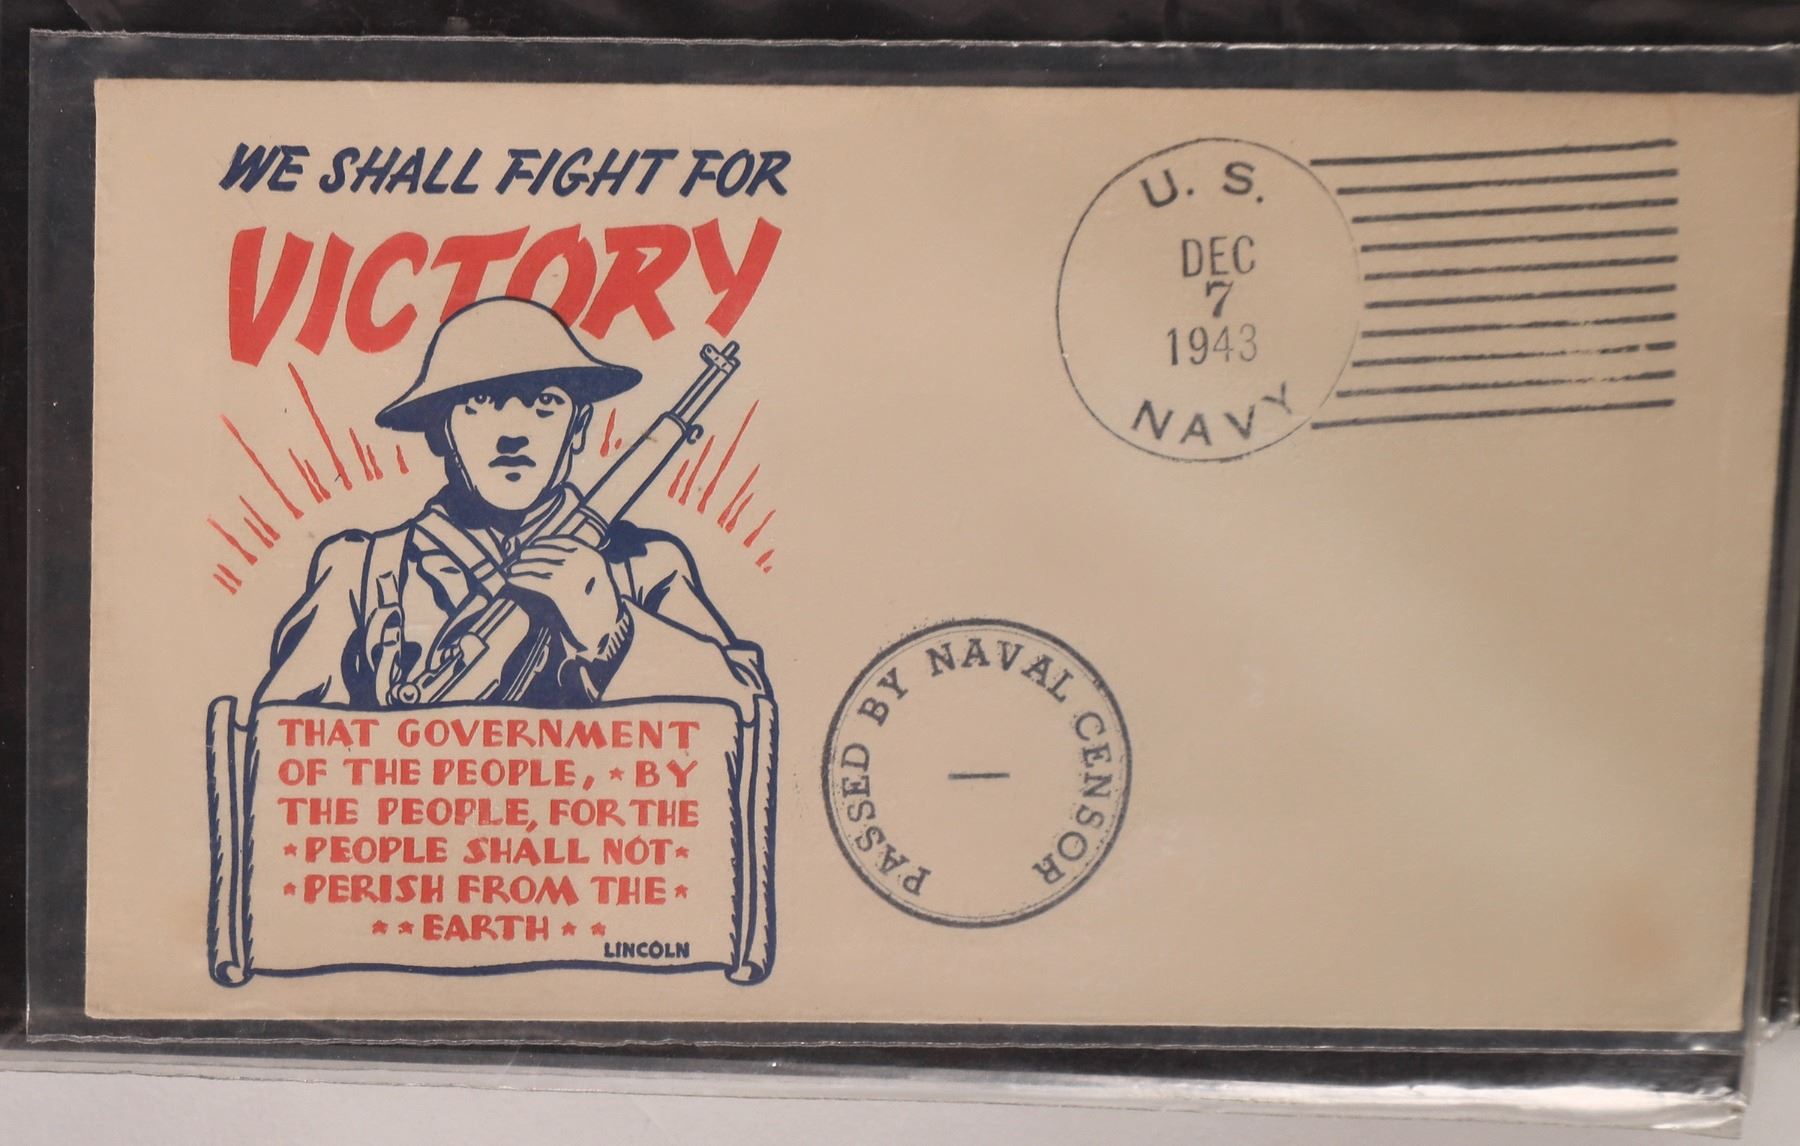 WE SHALL FIGHT FOR
VICTORY
THAT GOVERNMENT
OF THE PEOPLE, * BY
THE PEOPLE, FOR THE
* PEOPLE SHALL NOT *
* PERISH FROM THE *
* * EARTH * *
LINCOLN
U. S.
DEC
7
1943
NAVY
PASSED BY NAVAL CENSOR